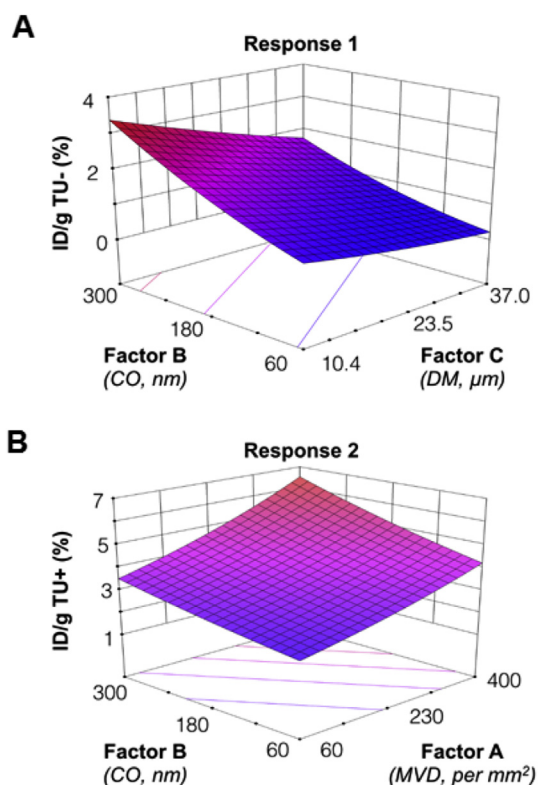 A
Response 1
ID/g TU- (%)
4
2
0
300
180
60
10.4
23.5
37.0
Factor B
(CO, nm)
Factor C
(DM, µm)
B
Response 2
ID/g TU+ (%)
7
5
3
1
300
180
60
60
230
400
Factor B
(CO, nm)
Factor A
(MVD, per mm²)